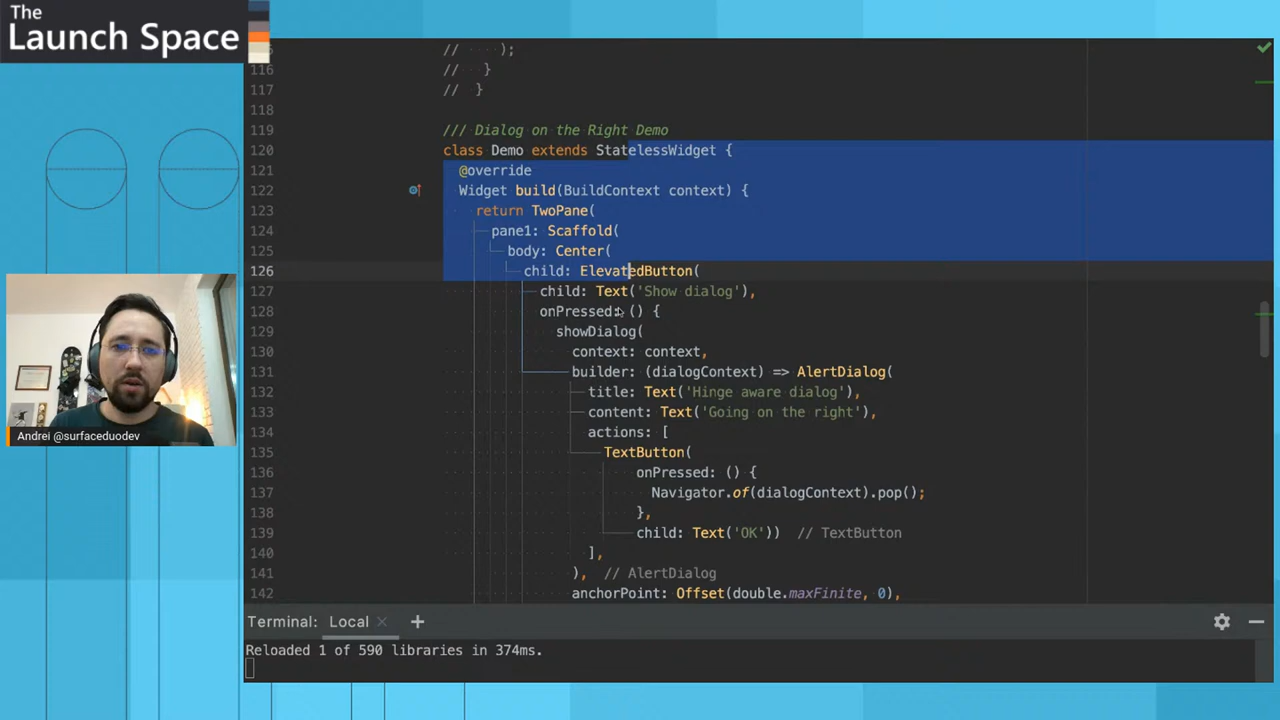 The
Launch Space
// );
116 // }
117 // }
118
119 /// Dialog on the Right Demo
120 class Demo extends StatelessWidget {
121 @override
122 Widget build(BuildContext context) {
123 return TwoPane(
124 pane1: Scaffold(
125 body: Center(
126 child: ElevatedButton(
127 child: Text('Show dialog'),
128 onPressed: () {
129 showDialog(
130 context: context,
131 builder: (dialogContext) => AlertDialog(
132 title: Text('Hinge aware dialog'),
133 content: Text('Going on the right'),
134 actions: [
135 TextButton(
136 onPressed: () {
137 Navigator.of(dialogContext).pop();
138 },
139 child: Text('OK')) // TextButton
140 ],
141 ), // AlertDialog
142 anchorPoint: Offset(double.maxFinite, 0),
Andrei @surfaceduodev
Terminal: Local × +
Reloaded 1 of 590 libraries in 374ms.